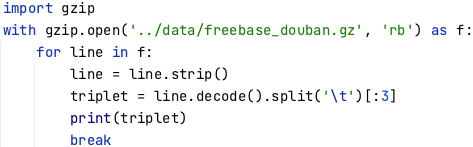 import gzip
with gzip.open('../data/freebase_douban.gz', 'rb') as f:
    for line in f:
        line = line.strip()
        triplet = line.decode().split('\t')[:3]
        print(triplet)
        break